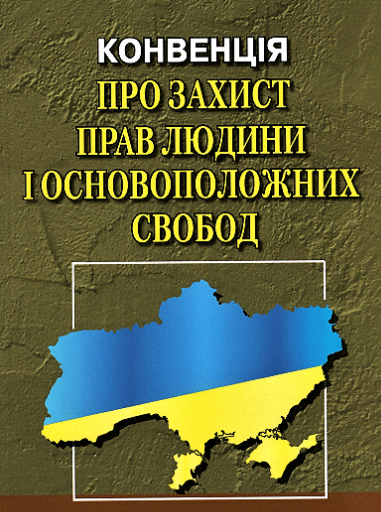 КОНВЕНЦІЯ
ПРО ЗАХИСТ
ПРАВ ЛЮДИНИ
І ОСНОВОПОЛОЖНИХ
СВОБОД